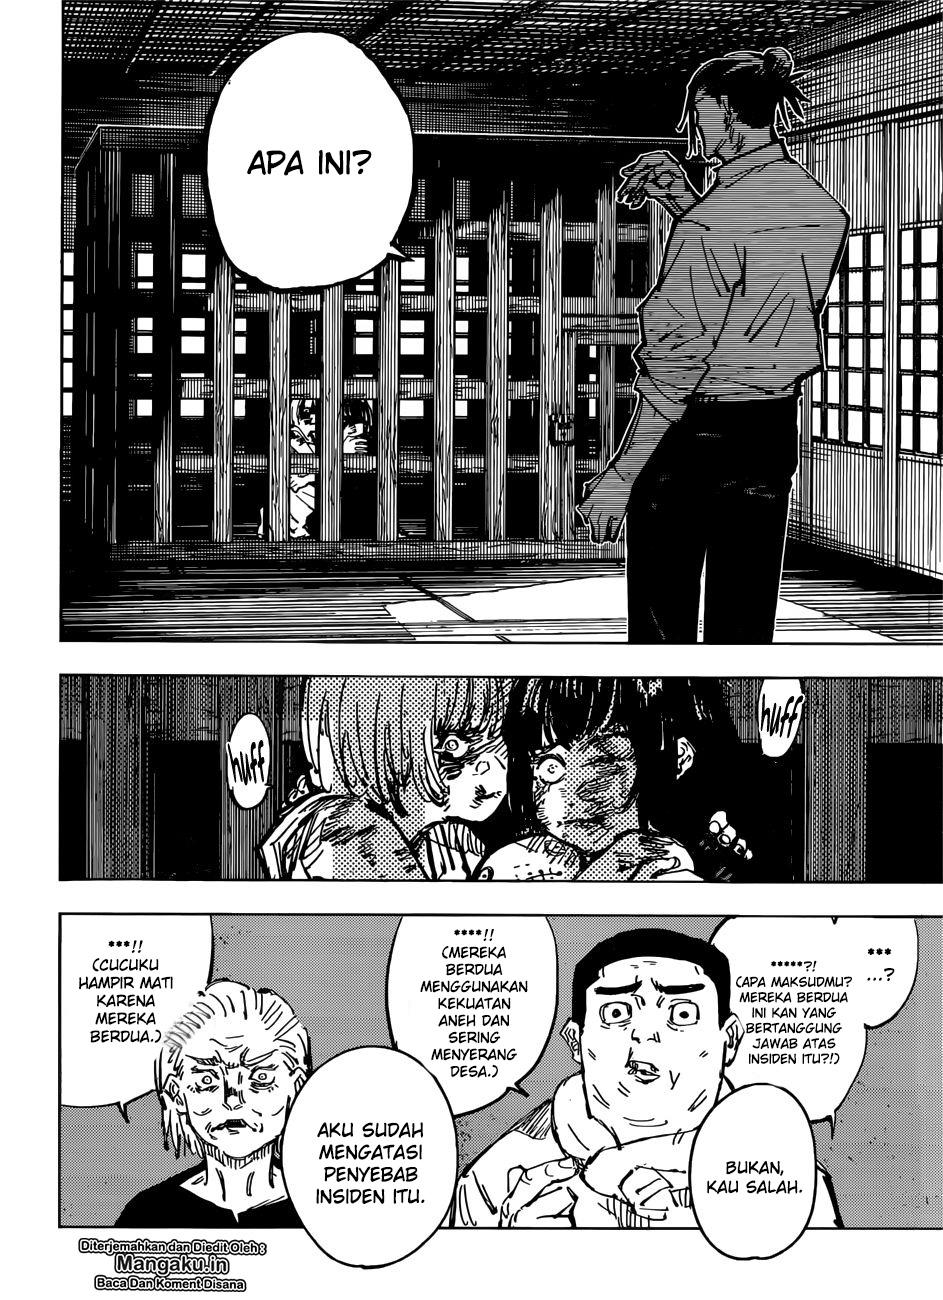 APA INI?
huff
huff
***
...?
*****?!
(APA MAKSUDMU?
MEREKA BERDUA
INI KAN YANG
BERTANGGUNG
JAWAB ATAS
INSIDEN ITU?!)
BUKAN,
KAU SALAH.
****!!
(MEREKA
BERDUA
MENGGUNAKAN
KEKUATAN
ANEH DAN
SERING
MENYERANG
DESA.)
AKU SUDAH
MENGATASI
PENYEBAB
INSIDEN ITU.
***!!
(CUCUKU
HAMPIR MATI
KARENA
MEREKA
BERDUA.)
Diterjemahkan dan Diedit Oleh :
Mangaku.in
Baca Dan Koment Disana